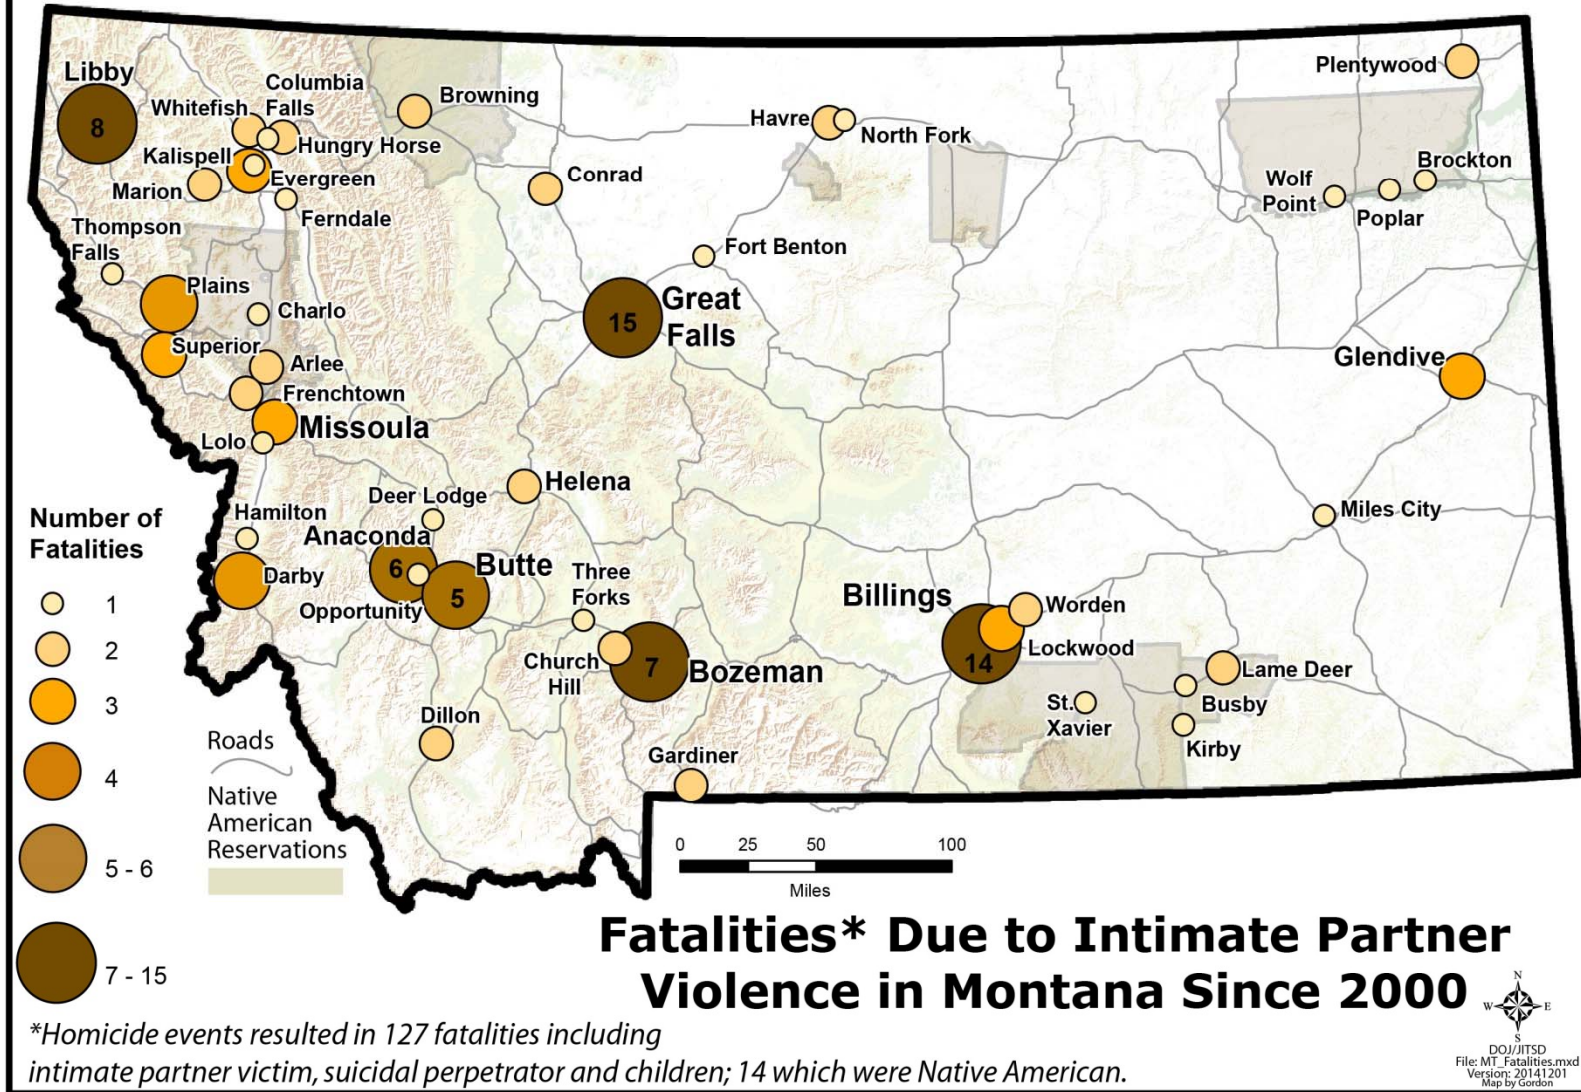 Libby
8
Whitefish
Columbia
Falls
Kalispell
Hungry Horse
Marion
Evergreen
Ferndale
Browning
Conrad
Havre
North Fork
Plentywood
Wolf
Point
Poplar
Brockton
Thompson
Falls
Plains
Charlo
Fort Benton
Great
Falls
15
Superior
Arlee
Frenchtown
Missoula
Lolo
Glendive
Helena
Deer Lodge
Hamilton
Anaconda
6
Butte
5
Opportunity
Darby
Three
Forks
Church
Hill
7
Bozeman
Miles City
Billings
14
Worden
Lockwood
Lame Deer
St.
Xavier
Busby
Kirby
Dillon
Gardiner
Number of
Fatalities
1
2
3
4
5 - 6
7 - 15
Roads
Native
American
Reservations
0 25 50 100
Miles
Fatalities* Due to Intimate Partner
Violence in Montana Since 2000
N
W E
S
*Homicide events resulted in 127 fatalities including
intimate partner victim, suicidal perpetrator and children; 14 which were Native American.
DOJ/JITSD
File: MT_Fatalities.mxd
Version: 20141201
Map by Gordon